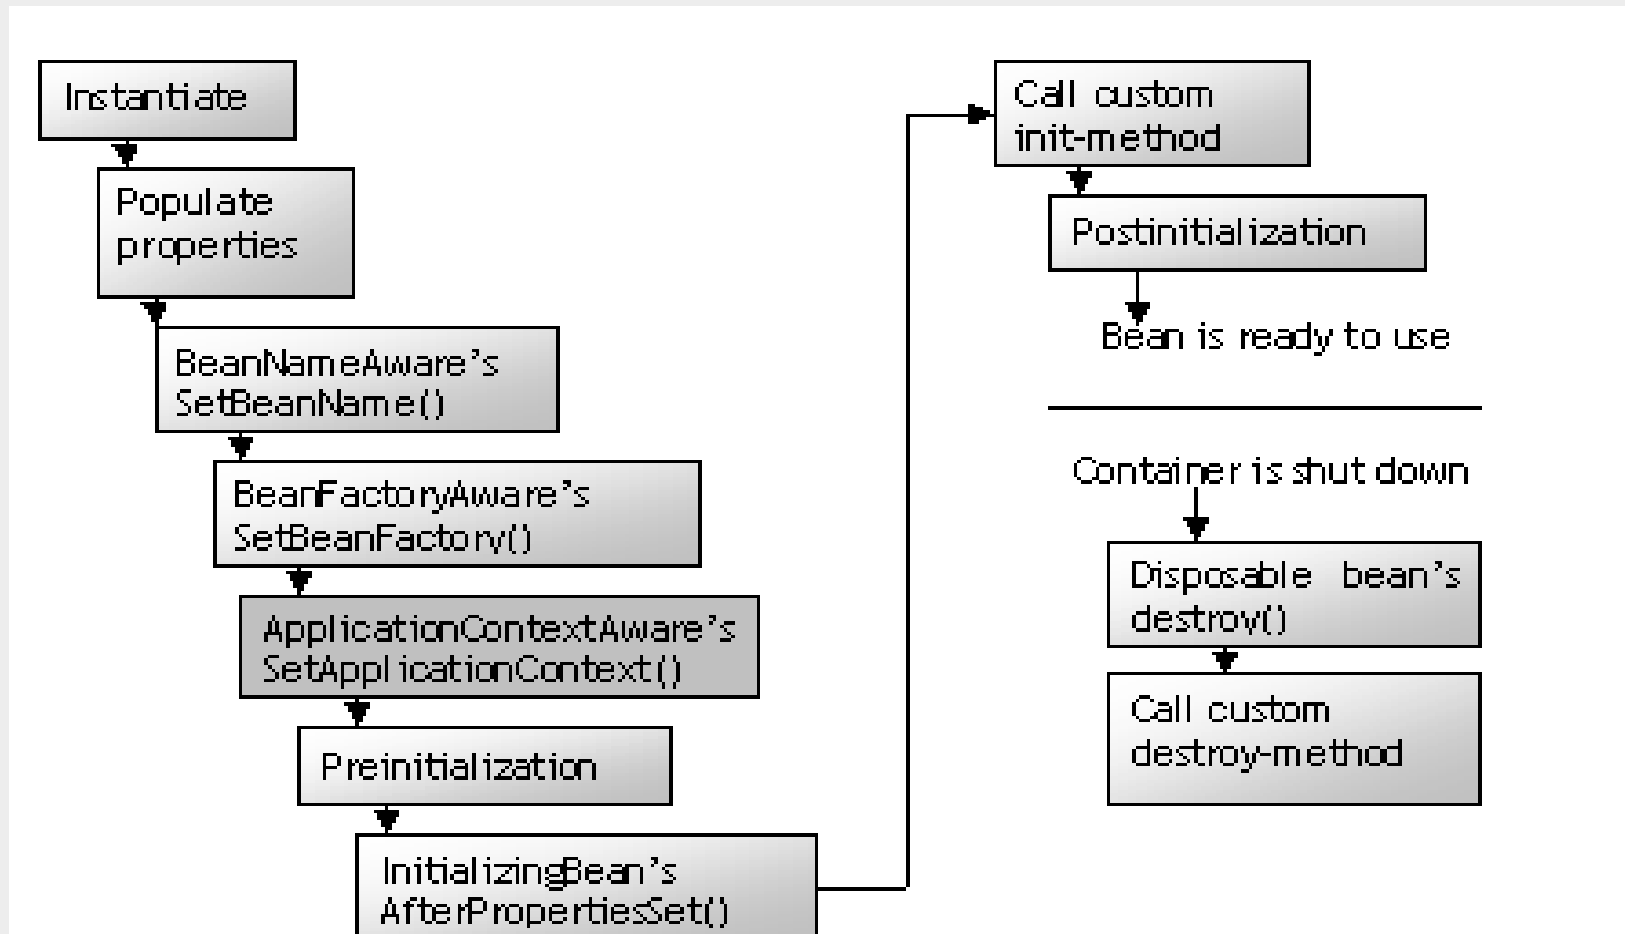 Instantiate
Populate
properties
BeanNameAware's
SetBeanName()
BeanFactoryAware's
SetBeanFactory()
ApplicationContextAware's
SetApplicationContext()
Preinitialization
InitializingBean's
AfterPropertiesSet()
Call custom
init-method
Postinitialization
Bean is ready to use
Container is shut down
Disposable bean's
destroy()
Call custom
destroy-method